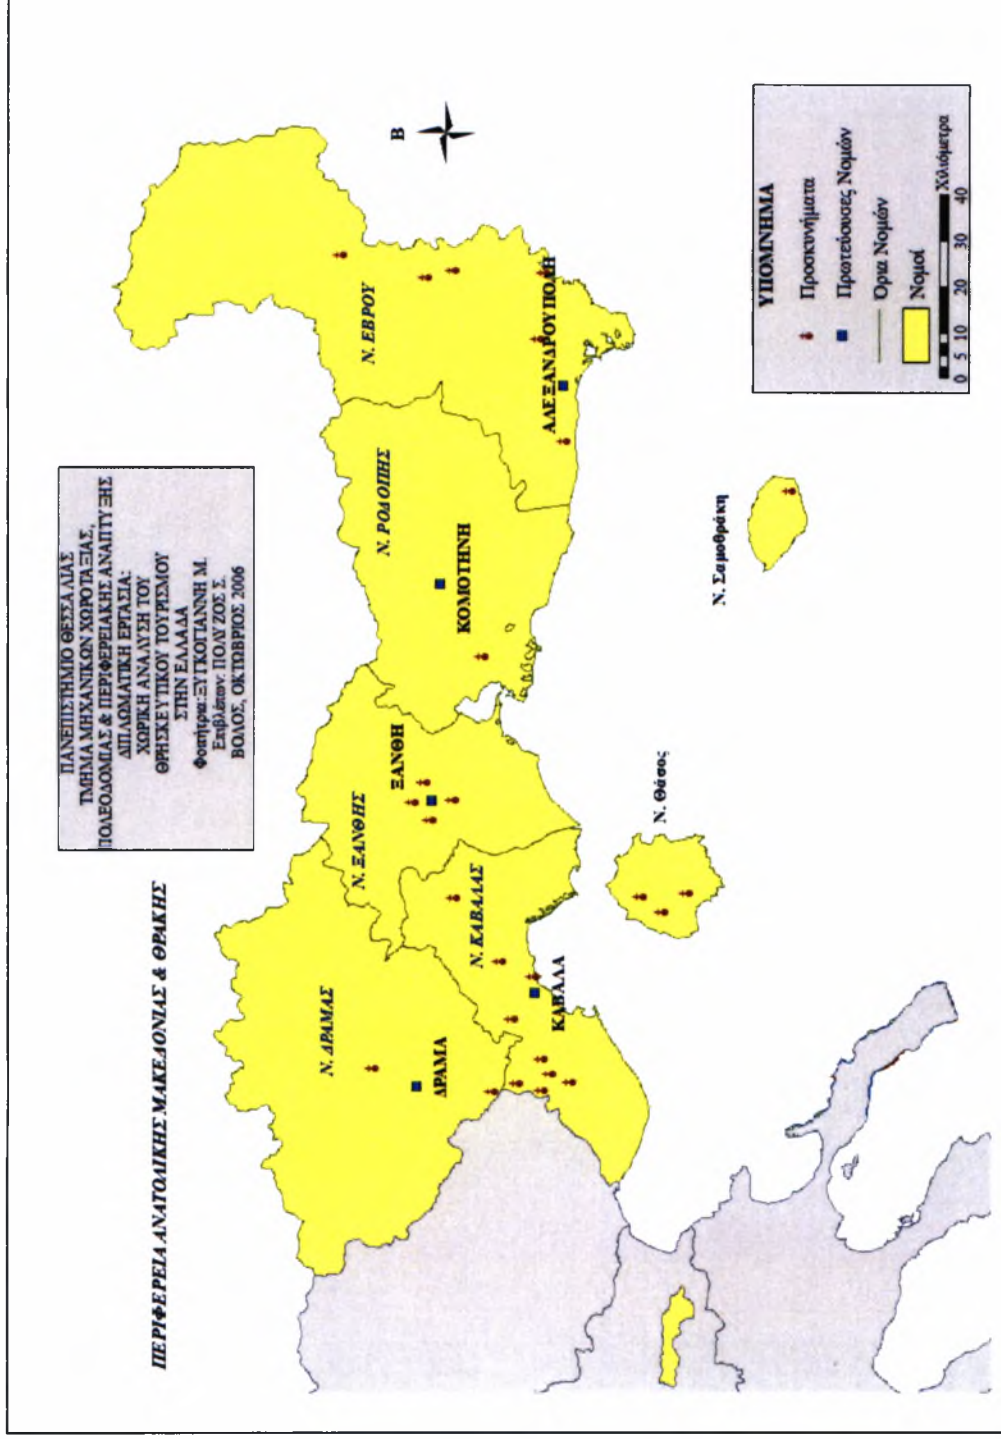 ΠΑΝΕΠΙΣΤΗΜΙΟ ΘΕΣΣΑΛΙΑΣ
ΤΜΗΜΑ ΜΗΧΑΝΙΚΩΝ ΧΩΡΟΤΑΞΙΑΣ,
ΠΟΛΕΟΔΟΜΙΑΣ & ΠΕΡΙΦΕΡΕΙΑΚΗΣ ΑΝΑΠΤΥΞΗΣ
ΔΙΠΛΩΜΑΤΙΚΗ ΕΡΓΑΣΙΑ:
ΧΩΡΙΚΗ ΑΝΑΛΥΣΗ ΤΟΥ
ΘΡΗΣΚΕΥΤΙΚΟΥ ΤΟΥΡΙΣΜΟΥ
ΣΤΗΝ ΕΛΛΑΔΑ
Φοιτήτρια:ΞΥΓΚΟΓΙΑΝΝΗ Μ.
Επιβλέπων: ΠΟΛΥΖΟΣ Σ.
ΒΟΛΟΣ, ΟΚΤΩΒΡΙΟΣ 2006
ΠΕΡΙΦΕΡΕΙΑ ΑΝΑΤΟΛΙΚΗΣ ΜΑΚΕΔΟΝΙΑΣ & ΘΡΑΚΗΣ
Β
Ν. ΕΒΡΟΥ
Ν. ΡΟΔΟΠΗΣ
Ν. ΞΑΝΘΗΣ
Ν. ΔΡΑΜΑΣ
Ν. ΚΑΒΑΛΑΣ
ΑΛΕΞΑΝΔΡΟΥΠΟΛΗ
ΚΟΜΟΤΗΝΗ
ΞΑΝΘΗ
ΔΡΑΜΑ
ΚΑΒΑΛΑ
Ν. Θάσος
Ν. Σαμοθράκη
ΥΠΟΜΝΗΜΑ
Προσκυνήματα
Πρωτεύουσες Νομών
Όρια Νομών
Νομοί
Χιλιόμετρα
0 5 10 20 30 40